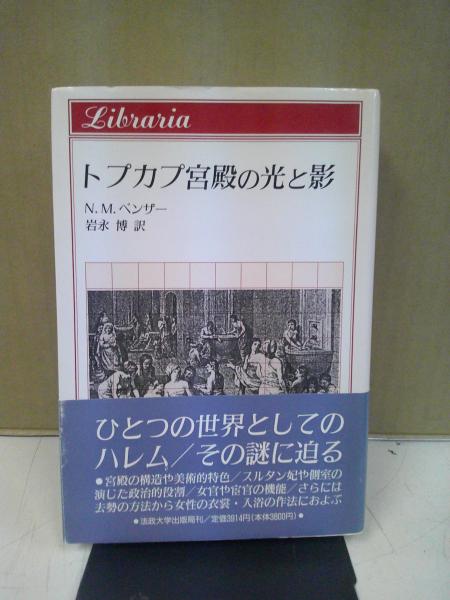 Libraria
トプカプ宮殿の光と影
N.M.ペンザー
岩永 博 訳
ひとつの世界としての
ハレム/その謎に迫る
●宮殿の構造や美術的特色/スルタン妃や側室の
演じた政治的役割/女官や宦官の機能/さらには
去勢の方法から女性の衣裳・入浴の作法におよぶ
●法政大学出版局刊/定価3914円(本体3800円)